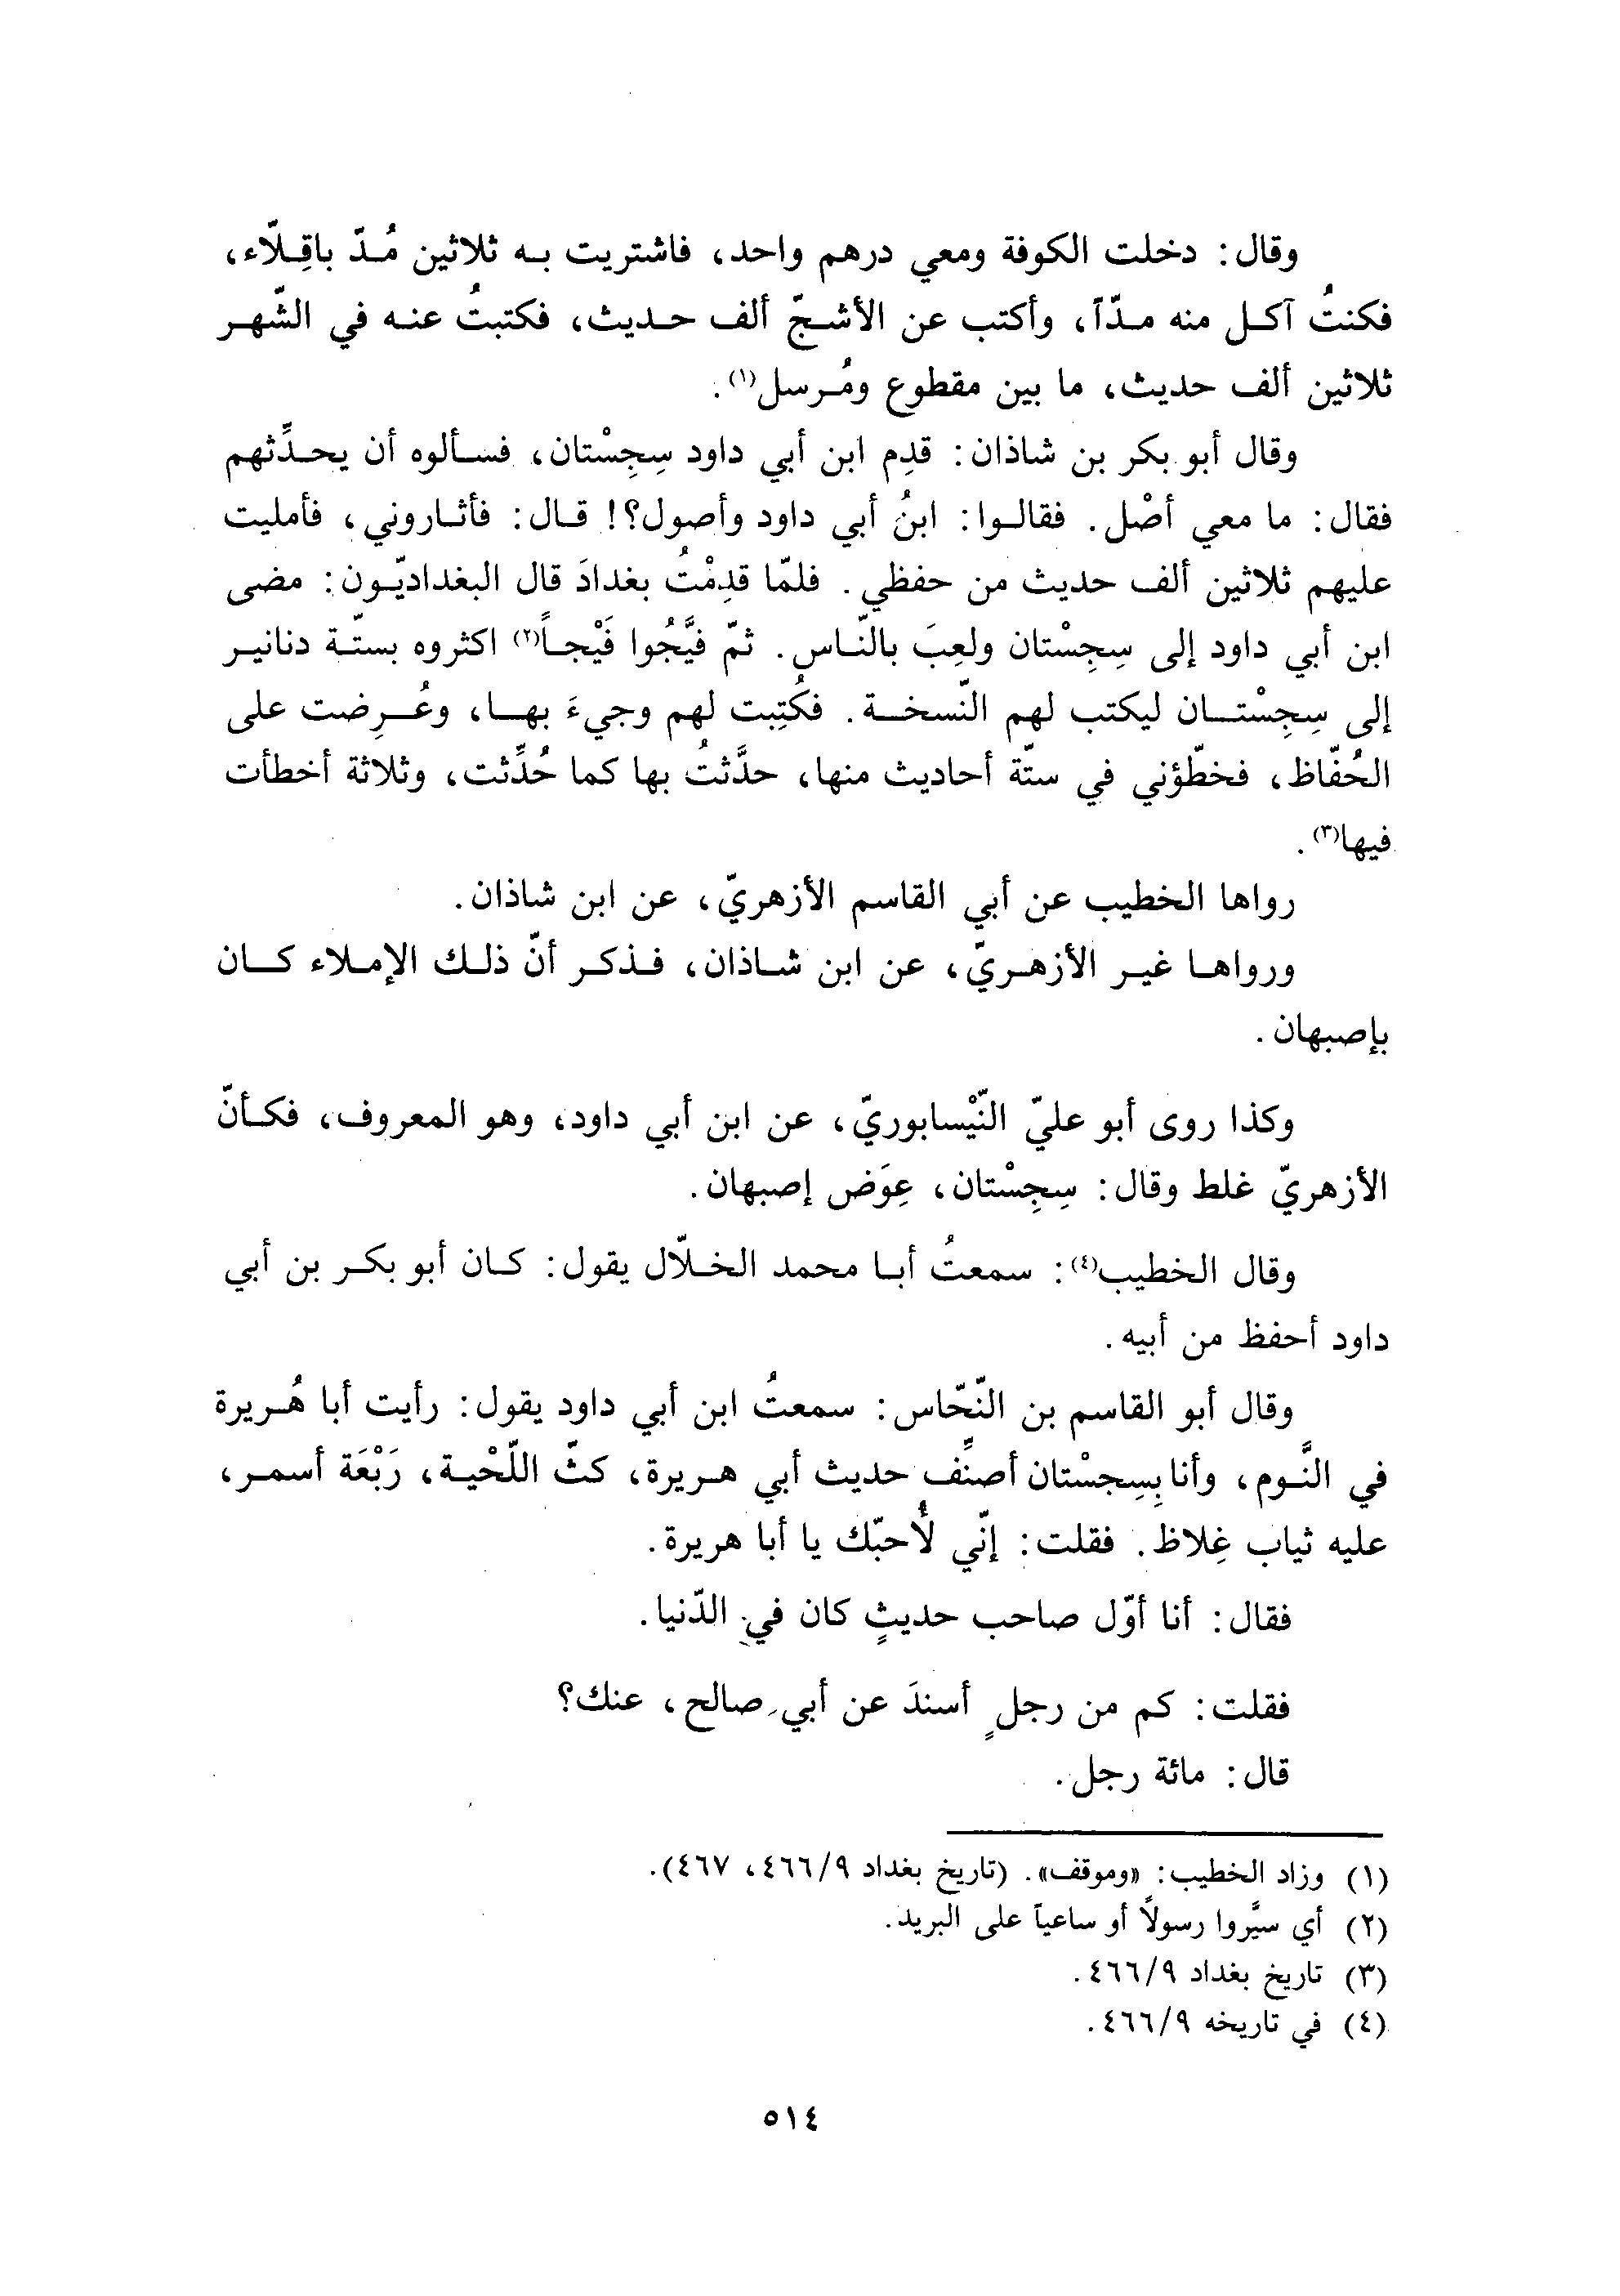 وقال: دخلت الكوفة ومعي درهم واحد، فاشتريت به ثلاثين مُدّ باقِلّاء،
فكنتُ آكل منه مدّاً، وأكتب عن الأشجّ ألف حديث، فكتبتُ عنه في الشّهر
ثلاثين ألف حديث، ما بين مقطوع ومُرسل(١).
وقال أبو بكر بن شاذان: قدِم ابن أبي داود سِجِسْتان، فسألوه أن يحدِّثهم
فقال: ما معي أصْل. فقالوا: ابنُ أبي داود وأصول؟! قال: فأثاروني، فأمليت
عليهم ثلاثين ألف حديث من حفظي. فلمّا قدِمْتُ بغدادَ قال البغداديّون: مضى
ابن أبي داود إلى سِجِسْتان ولعِبَ بالنّاس. ثمّ فيَّجُوا فَيْجاً(٢) اكثروه بستّة دنانير
إلى سِجِسْتان ليكتب لهم النّسخة. فكُتِبت لهم وجيءَ بها، وعُرِضت على
الحُفّاظ، فخطّؤني في ستّة أحاديث منها، حدَّثتُ بها كما حُدِّثت، وثلاثة أخطأت
فيها(٣).
رواها الخطيب عن أبي القاسم الأزهريّ، عن ابن شاذان.
ورواها غير الأزهريّ، عن ابن شاذان، فذكر أنّ ذلك الإملاء كان
بإصبهان.
وكذا روى أبو عليّ النّيْسابوريّ، عن ابن أبي داود، وهو المعروف، فكأنّ
الأزهريّ غلط وقال: سِجِسْتان، عِوَض إصبهان.
وقال الخطيب(٤): سمعتُ أبا محمد الخلّال يقول: كان أبو بكر بن أبي
داود أحفظ من أبيه.
وقال أبو القاسم بن النّحّاس: سمعتُ ابن أبي داود يقول: رأيت أبا هُريرة
في النَّوم، وأنا بِسِجِسْتان أصنِّف حديث أبي هريرة، كثّ اللّحْية، رَبْعَة أسمر،
عليه ثياب غِلاظ. فقلت: إنّي لأُحبّك يا أبا هريرة.
فقال: أنا أوّل صاحب حديثٍ كان في الدّنيا.
فقلت: كم من رجلٍ أسندَ عن أبي صالح، عنك؟
قال: مائة رجل.
(١) وزاد الخطيب: «وموقف». (تاريخ بغداد ٤٦٦/٩، ٤٦٧).
(٢) أي سيَّروا رسولاً أو ساعياً على البريد.
(٣) تاريخ بغداد ٤٦٦/٩.
(٤) في تاريخه ٤٦٦/٩.
٥١٤